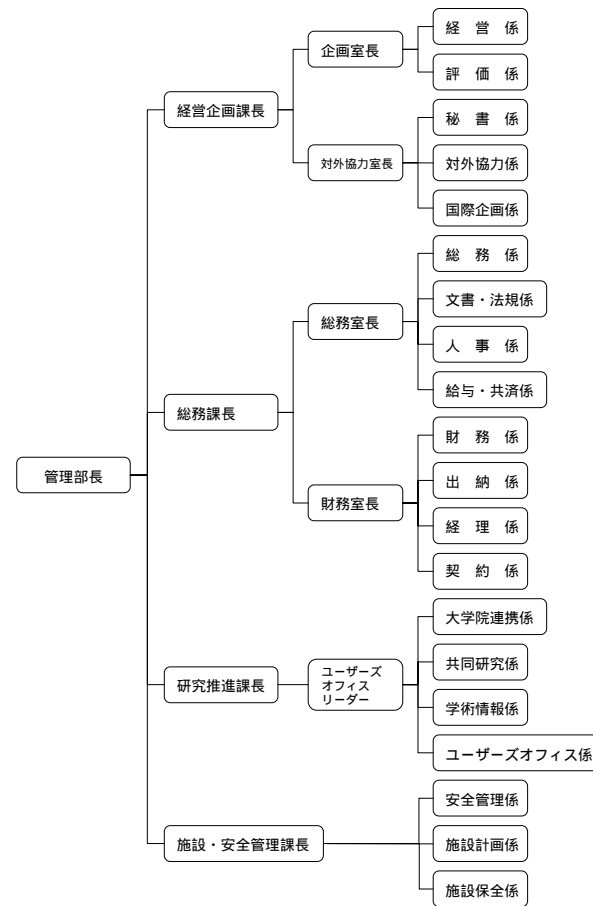 経　営　係
企画室長
評　価　係
経営企画課長
秘　書　係
対外協力室長
対外協力係
国際企画係
総　務　係
文書・法規係
総務室長
人　事　係
給与・共済係
総務課長
財　務　係
管理部長
出　納　係
財務室長
経　理　係
契　約　係
大学院連携係
共同研究係
研究推進課長
ユーザーズ
オフィス
リーダー
学術情報係
ユーザーズオフィス係
安全管理係
施設・安全管理課長
施設計画係
施設保全係